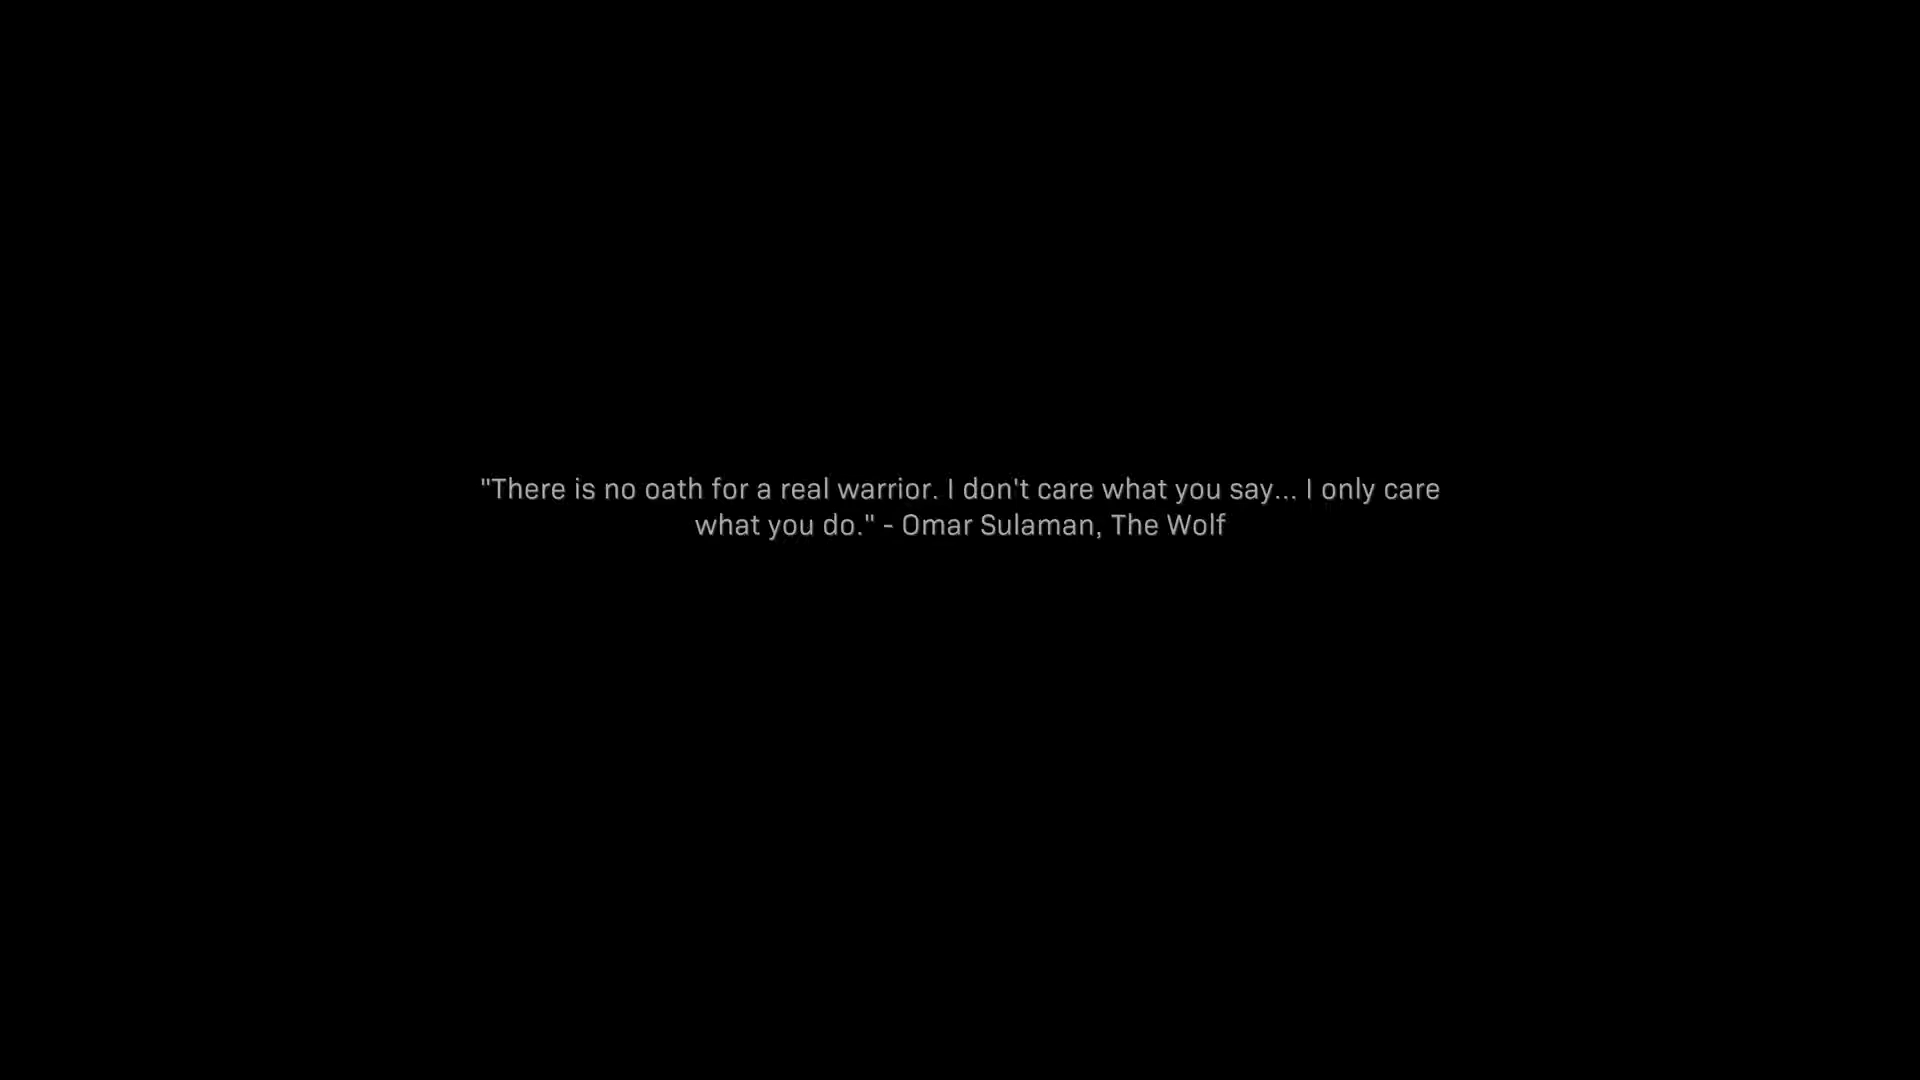 "There is no oath for a real warrior. I don't care what you say... I only care
what you do." - Omar Sulaman, The Wolf